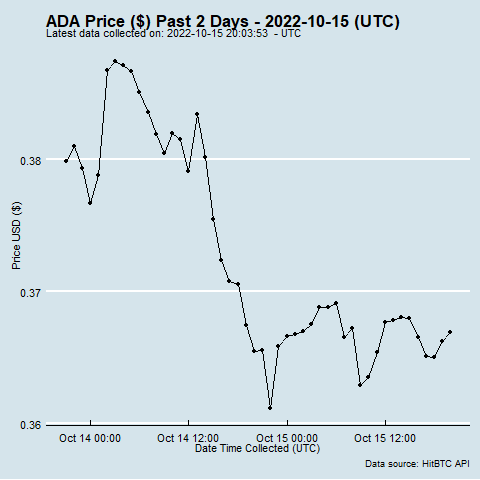 ADA Price ($) Past 2 Days - 2022-10-15 (UTC)
Latest data collected on: 2022-10-15 20:03:53 - UTC
Price USD ($)
0.38
0.37
0.36
Oct 14 00:00 Oct 14 12:00 Oct 15 00:00 Oct 15 12:00
Date Time Collected (UTC)
Data source: HitBTC API